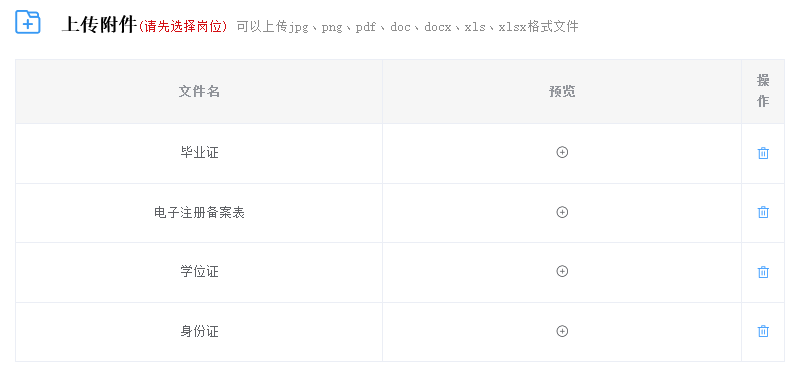 上传附件(请先选择岗位) 可以上传jpg、png、pdf、doc、docx、xls、xlsx格式文件
文件名 预览 操作
毕业证
电子注册备案表
学位证
身份证